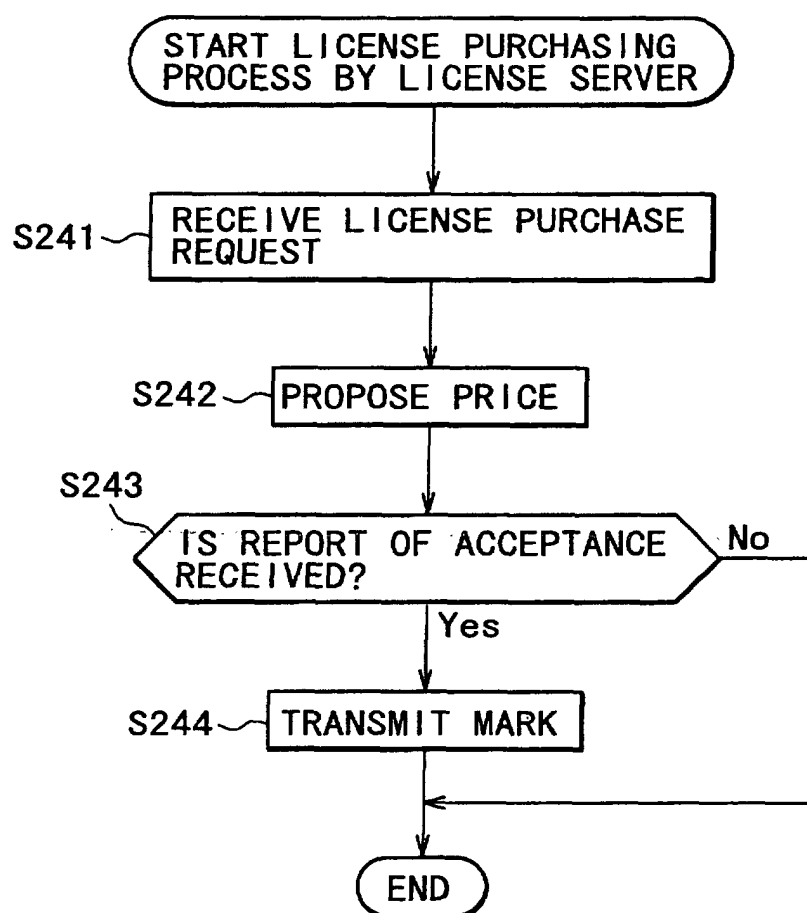 START LICENSE PURCHASING
PROCESS BY LICENSE SERVER
S241
RECEIVE LICENSE PURCHASE
REQUEST
S242
PROPOSE PRICE
S243
IS REPORT OF ACCEPTANCE
RECEIVED?
No
Yes
S244
TRANSMIT MARK
END